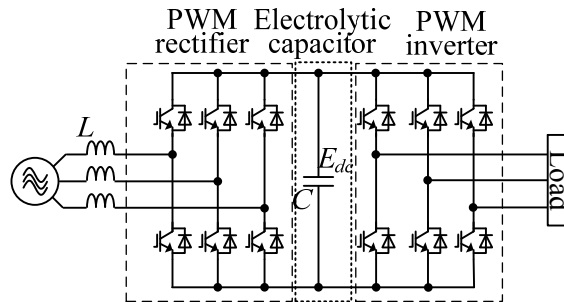 PWM rectifier
Electrolytic capacitor
PWM inverter
L
E_dc
C
Load